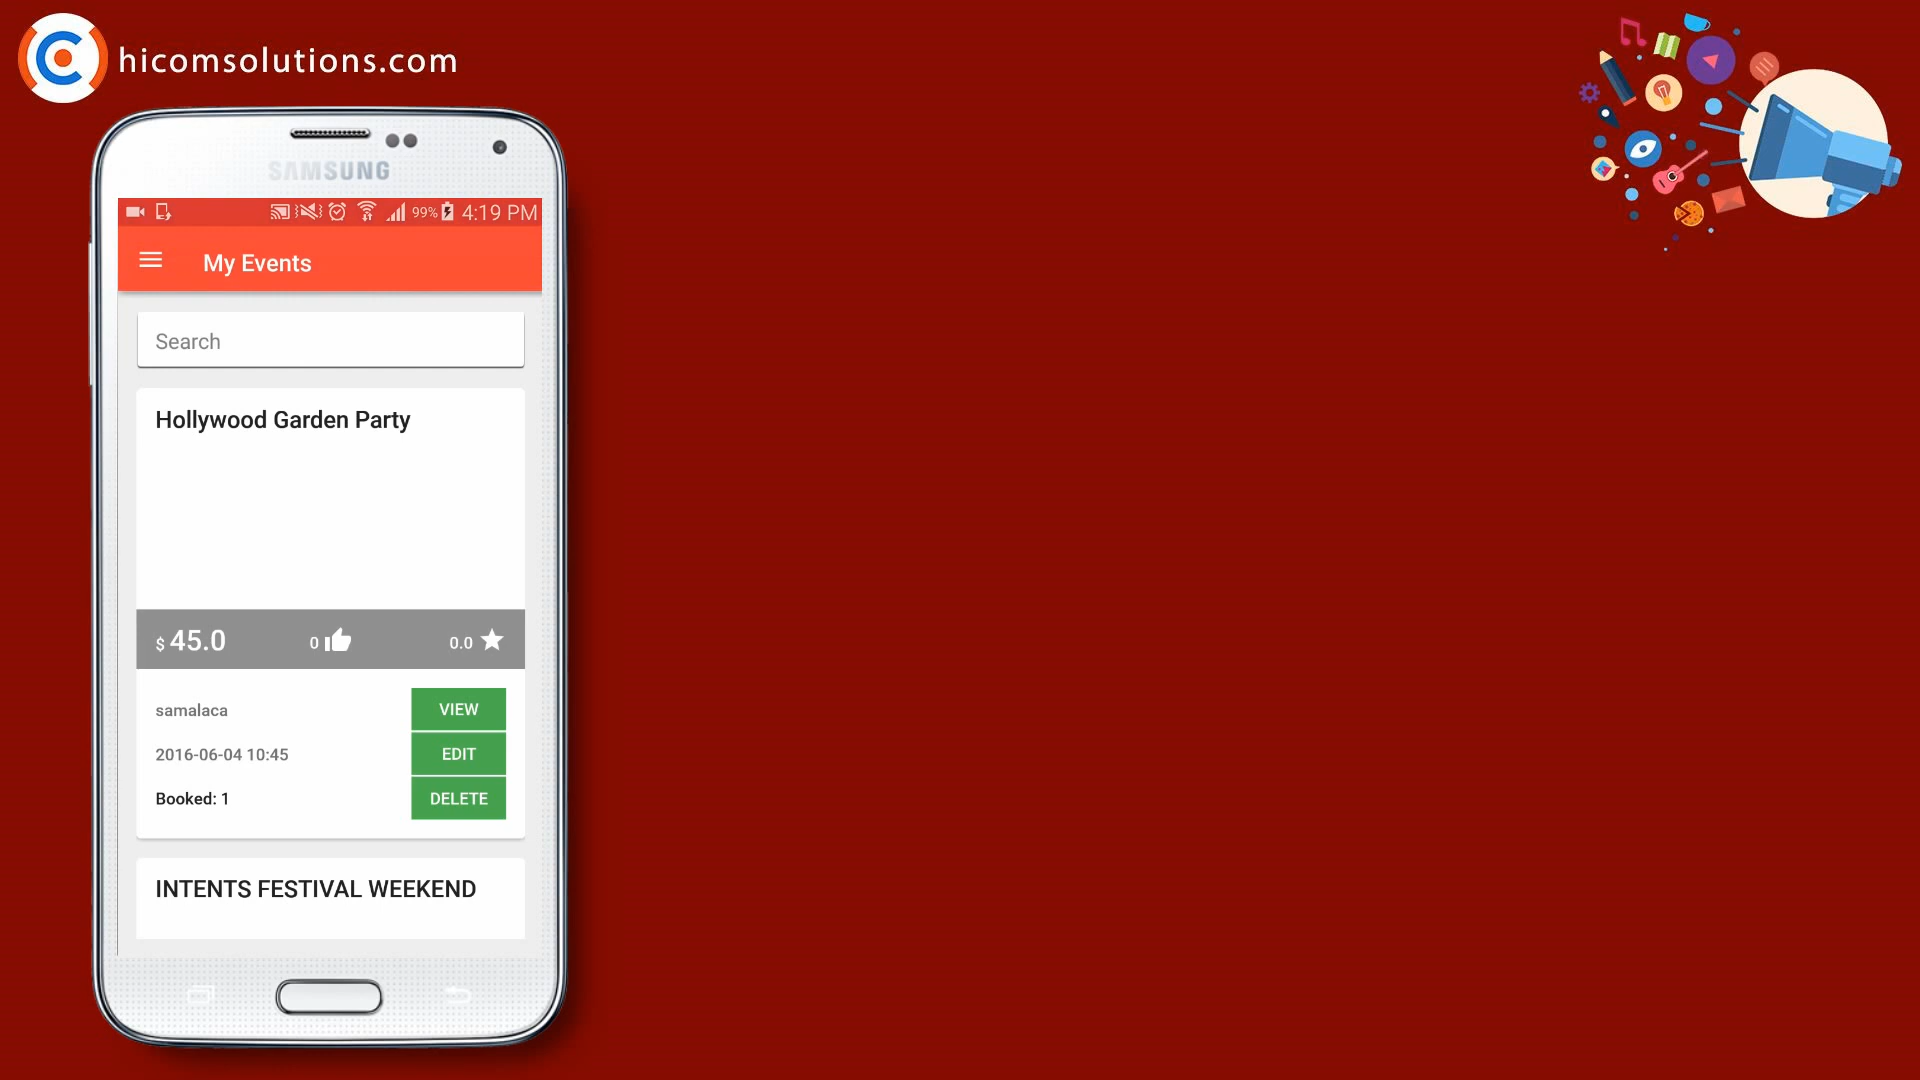 hicomsolutions.com
SAMSUNG
99% 4:19 PM
My Events
Search
Hollywood Garden Party
$ 45.0 0 0.0
samalaca VIEW
2016-06-04 10:45 EDIT
Booked: 1 DELETE
INTENTS FESTIVAL WEEKEND